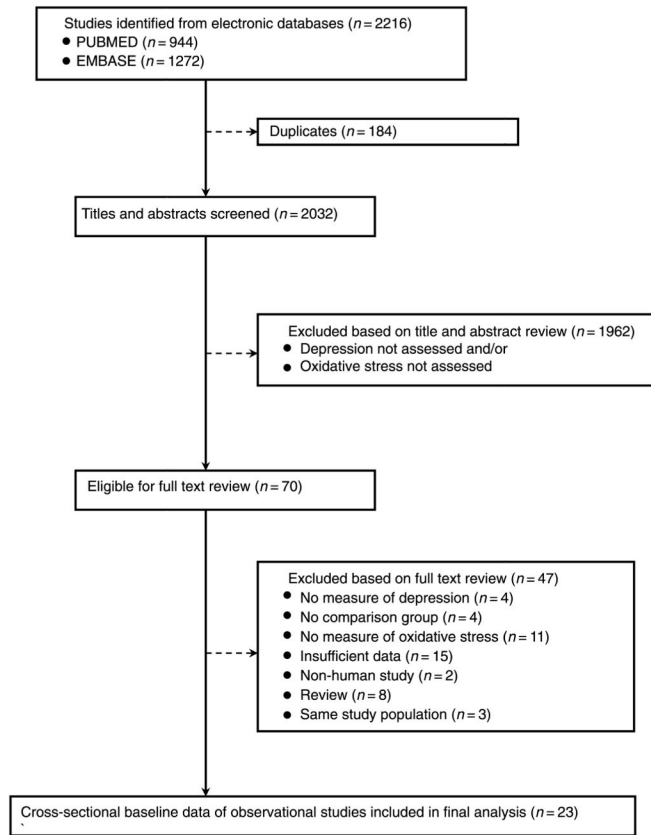 Studies identified from electronic databases (n = 2216)
● PUBMED (n = 944)
● EMBASE (n = 1272)
Duplicates (n = 184)
Titles and abstracts screened (n = 2032)
Excluded based on title and abstract review (n = 1962)
● Depression not assessed and/or
● Oxidative stress not assessed
Eligible for full text review (n = 70)
Excluded based on full text review (n = 47)
● No measure of depression (n = 4)
● No comparison group (n = 4)
● No measure of oxidative stress (n = 11)
● Insufficient data (n = 15)
● Non-human study (n = 2)
● Review (n = 8)
● Same study population (n = 3)
Cross-sectional baseline data of observational studies included in final analysis (n = 23)
`